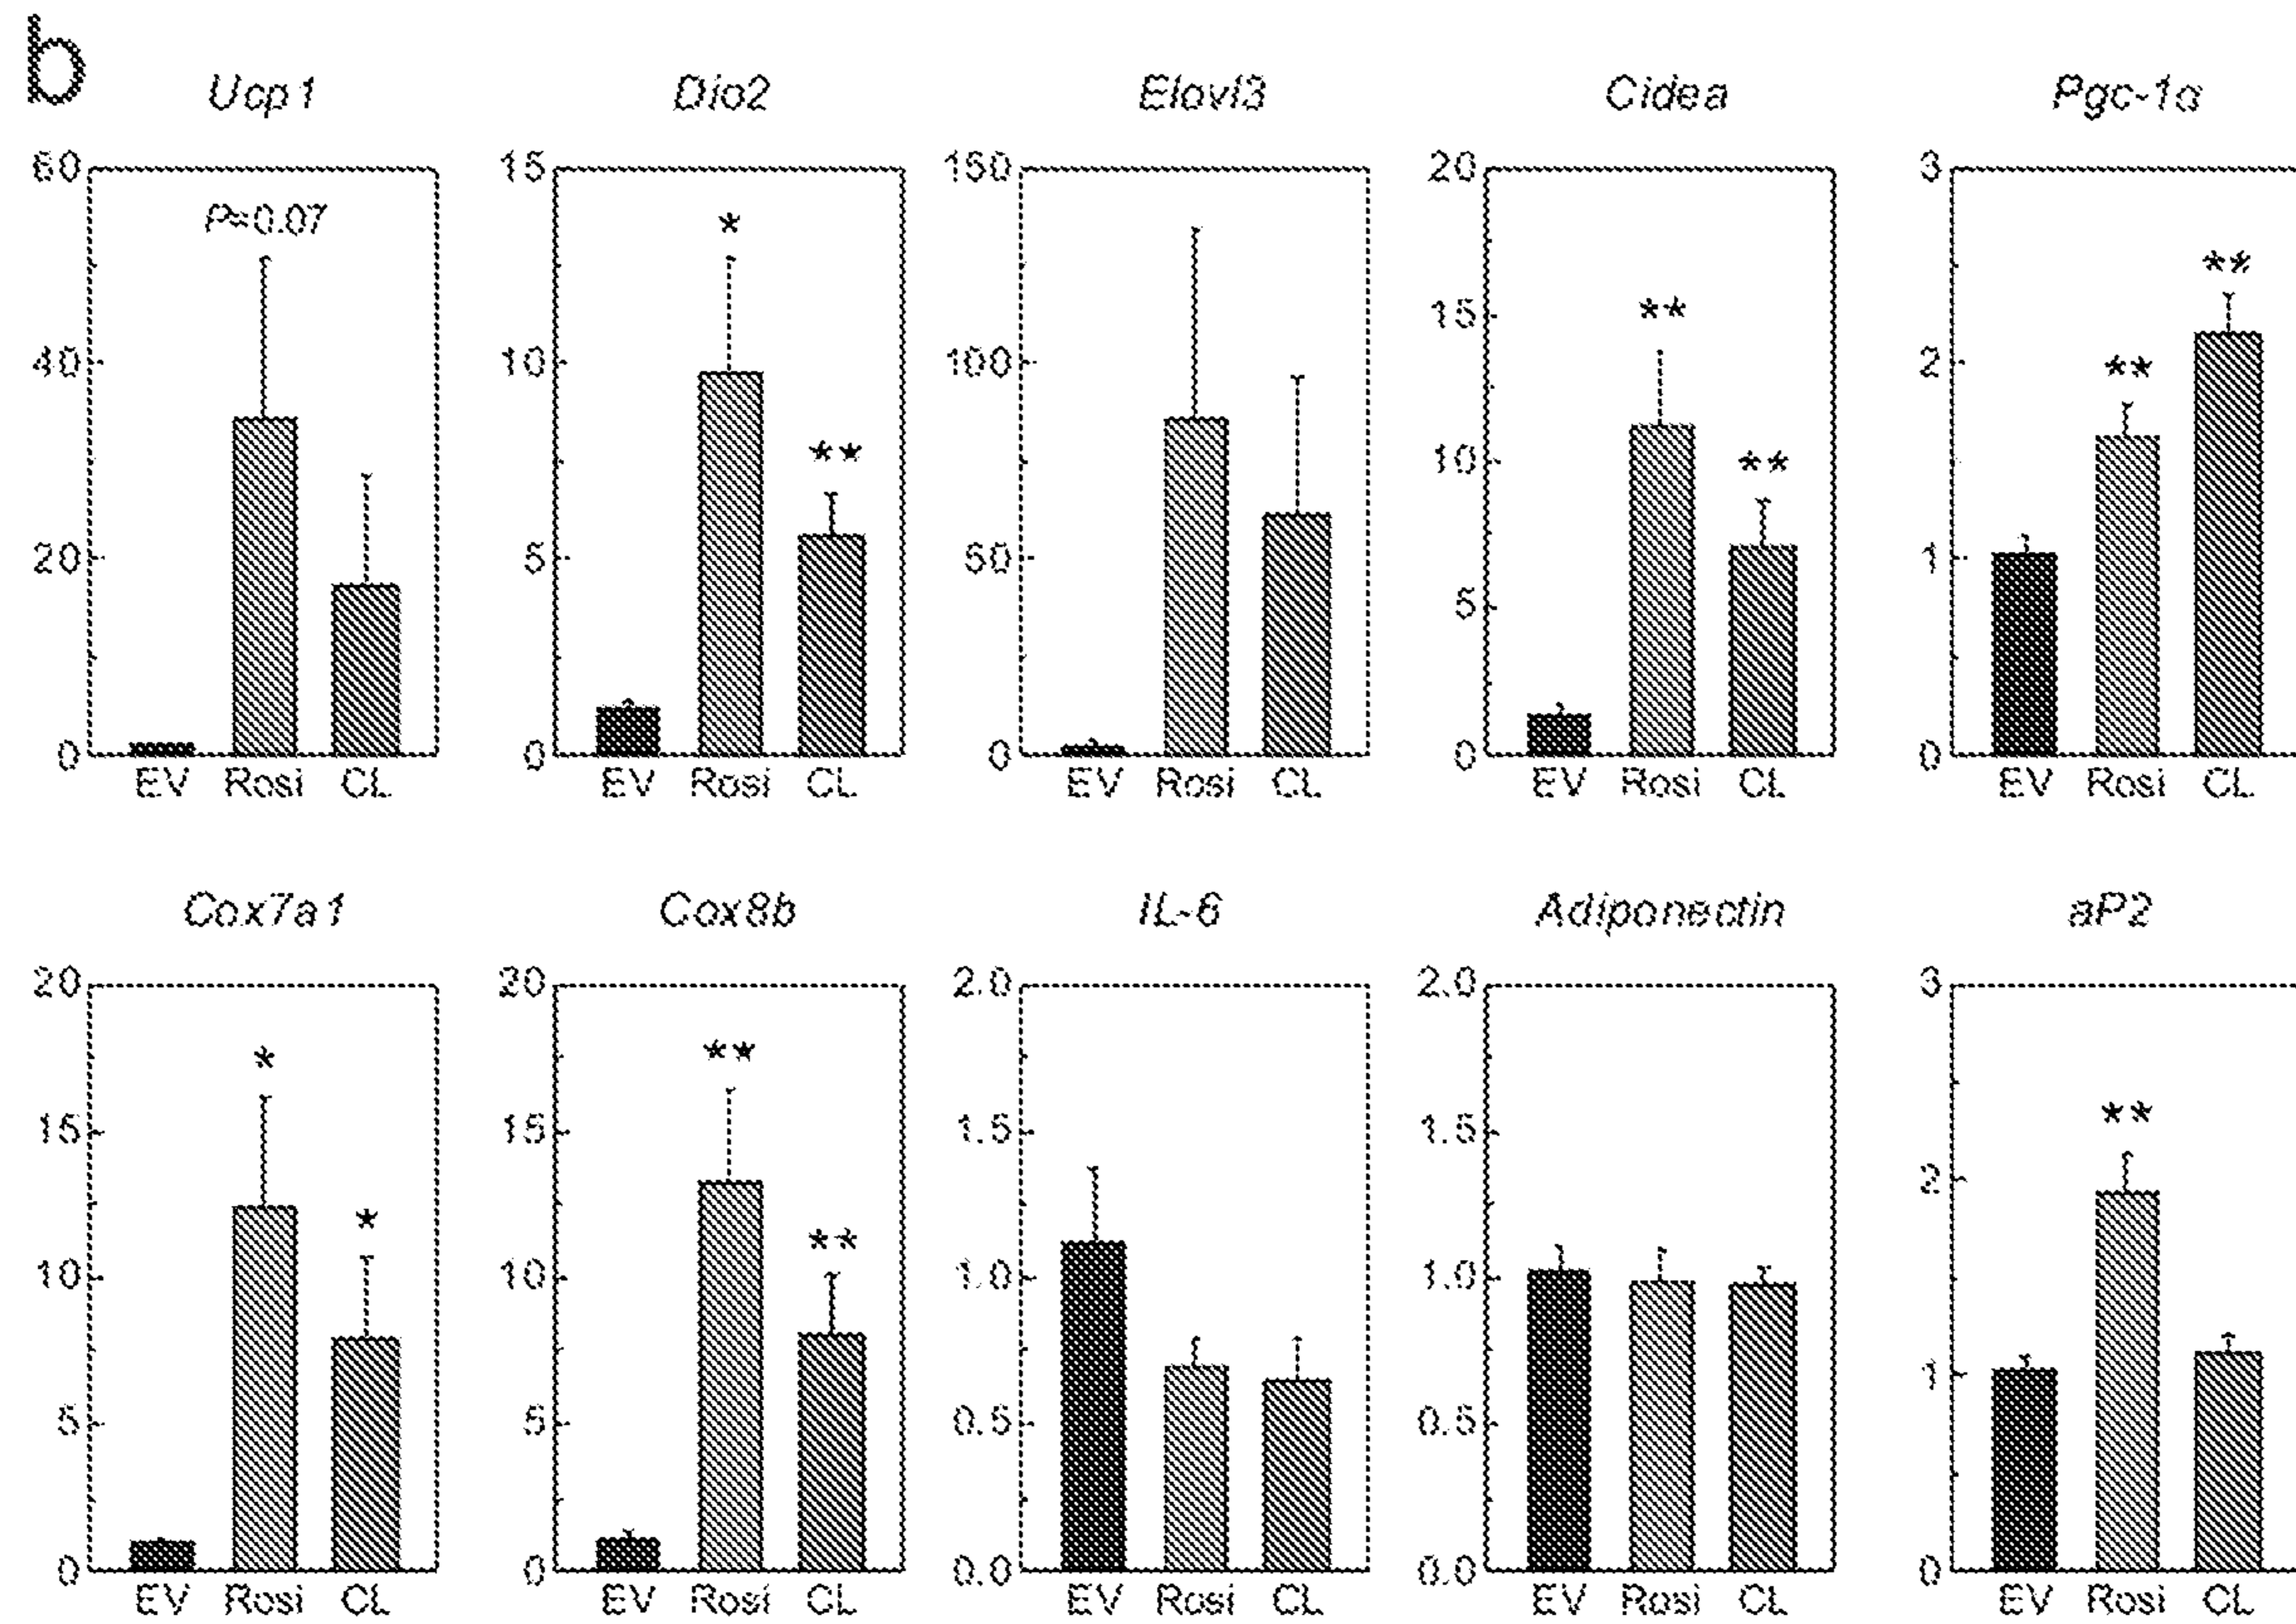 b
Ucp1 Dio2 Elovl3 Cidea Pgc-1α
60 15 150 20 3
P=0.07 * ** ** ** ** **
40 10 100 15 2
20 5 50 10 1
0 0 0 5 0
0
EV Rosi CL EV Rosi CL EV Rosi CL EV Rosi CL EV Rosi CL
Cox7a1 Cox8b IL-6 Adiponectin aP2
20 20 2.0 2.0 3
* * ** ** **
15 15 1.5 1.5 2
10 10 1.0 1.0 1
5 5 0.5 0.5
0 0 0.0 0.0 0
EV Rosi CL EV Rosi CL EV Rosi CL EV Rosi CL EV Rosi CL